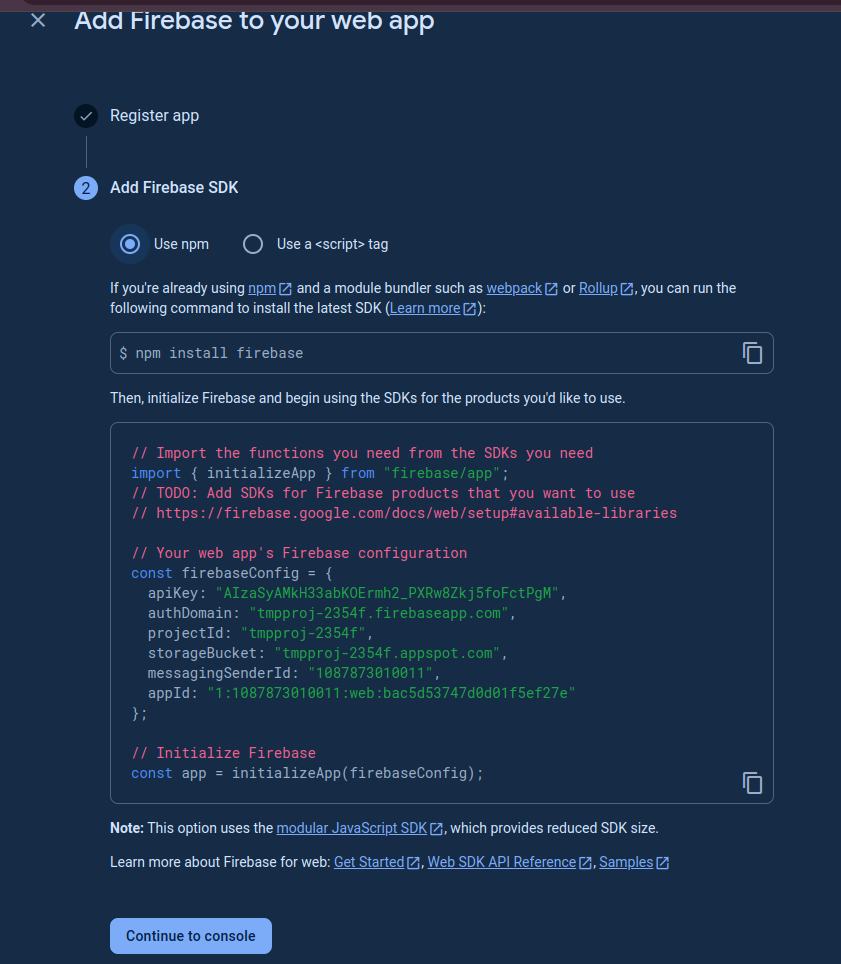 Add Firebase to your web app
Register app
2 Add Firebase SDK
Use npm Use a <script> tag
If you're already using npm and a module bundler such as webpack or Rollup, you can run the
following command to install the latest SDK (Learn more):
$ npm install firebase
Then, initialize Firebase and begin using the SDKs for the products you'd like to use.
// Import the functions you need from the SDKs you need
import { initializeApp } from "firebase/app";
// TODO: Add SDKs for Firebase products that you want to use
// https://firebase.google.com/docs/web/setup#available-libraries
// Your web app's Firebase configuration
const firebaseConfig = {
apiKey: "AIzaSyAMkH33abKOErmh2_PXRw8Zkj5foFctPgM",
authDomain: "tmpproj-2354f.firebaseapp.com",
projectId: "tmpproj-2354f",
storageBucket: "tmpproj-2354f.appspot.com",
messagingSenderId: "1087873010011",
appId: "1:1087873010011:web:bac5d53747d0d01f5ef27e"
};
// Initialize Firebase
const app = initializeApp(firebaseConfig);
Note: This option uses the modular JavaScript SDK, which provides reduced SDK size.
Learn more about Firebase for web: Get Started, Web SDK API Reference, Samples
Continue to console